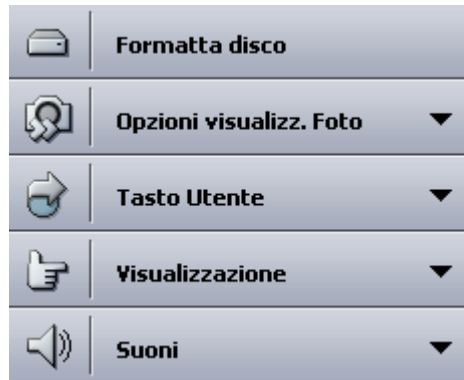 Formatta disco
Opzioni visualizz. Foto
Tasto Utente
Visualizzazione
Suoni